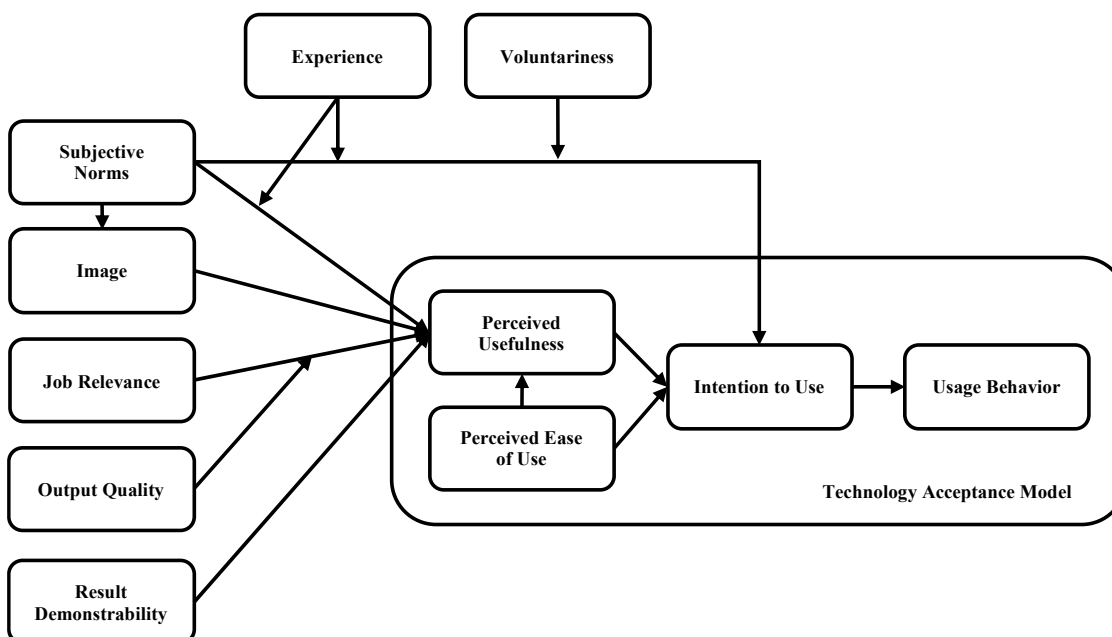 Experience
Voluntariness
Subjective
Norms
Image
Perceived
Usefulness
Job Relevance
Intention to Use
Usage Behavior
Perceived Ease
of Use
Output Quality
Technology Acceptance Model
Result
Demonstrability